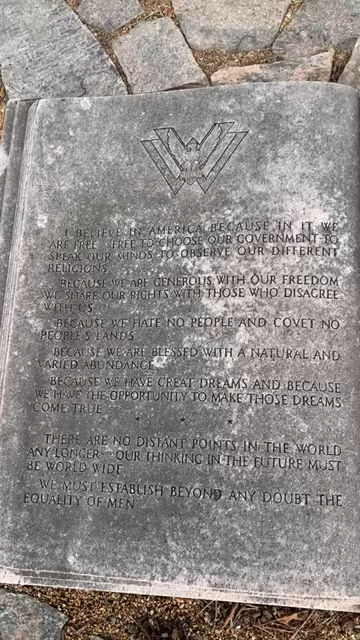 I BELIEVE IN AMERICA BECAUSE IN IT WE
ARE FREE - FREE TO CHOOSE OUR GOVERNMENT TO
SPEAK OUR MINDS TO OBSERVE OUR DIFFERENT
RELIGIONS
BECAUSE WE ARE GENEROUS WITH OUR FREEDOM
WE SHARE OUR RIGHTS WITH THOSE WHO DISAGREE
WITH US
BECAUSE WE HATE NO PEOPLE AND COVET NO
PEOPLE'S LANDS
BECAUSE WE ARE BLESSED WITH A NATURAL AND
VARIED ABUNDANCE
BECAUSE WE HAVE GREAT DREAMS AND BECAUSE
WE HAVE THE OPPORTUNITY TO MAKE THOSE DREAMS
COME TRUE
* * *
THERE ARE NO DISTANT POINTS IN THE WORLD
ANY LONGER - OUR THINKING IN THE FUTURE MUST
BE WORLD WIDE
WE MUST ESTABLISH BEYOND ANY DOUBT THE
EQUALITY OF MEN